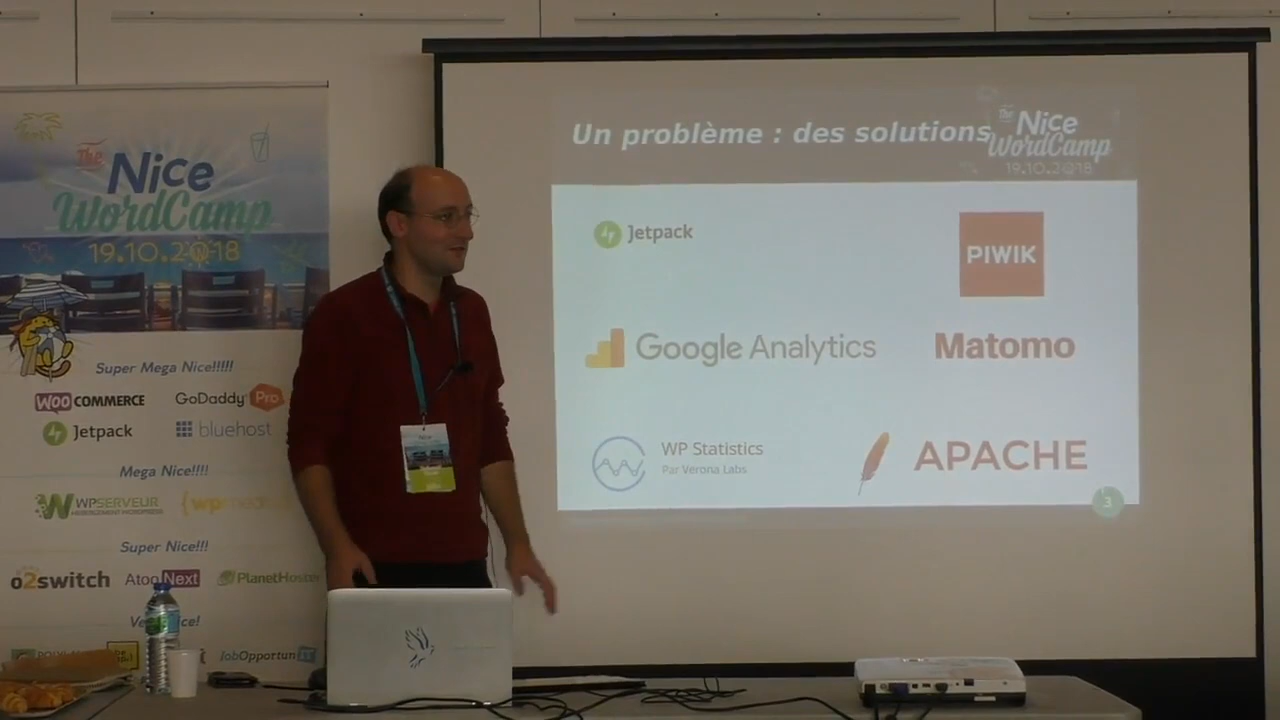 The
Nice
WordCamp
19.10.2018
Super Mega Nice!!!!!
WOO COMMERCE
GoDaddy Pro
Jetpack
bluehost
Mega Nice!!!!
WPSERVEUR
Super Nice!!!
o2switch
AtooNext
PlanetHoster
JobOpportunIT
Un problème : des solutions
The
Nice
WordCamp
19.10.2018
Jetpack
PIWIK
Google Analytics
Matomo
WP Statistics
Par Verona Labs
APACHE
3